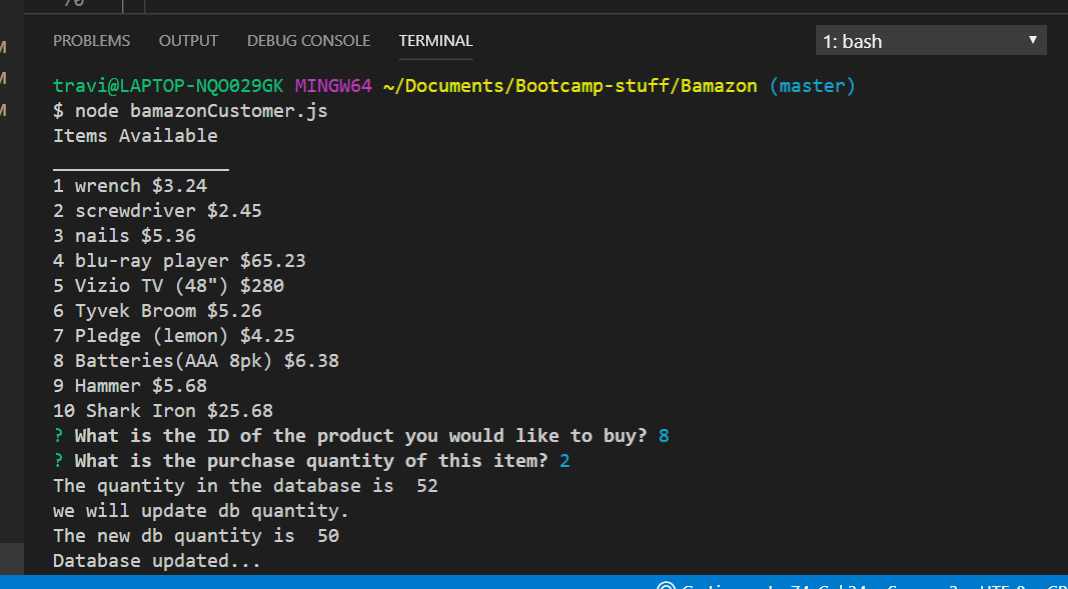 PROBLEMS OUTPUT DEBUG CONSOLE TERMINAL 1: bash
travi@LAPTOP-NQO029GK MINGW64 ~/Documents/Bootcamp-stuff/Bamazon (master)
$ node bamazonCustomer.js
Items Available
________________
1 wrench $3.24
2 screwdriver $2.45
3 nails $5.36
4 blu-ray player $65.23
5 Vizio TV (48") $280
6 Tyvek Broom $5.26
7 Pledge (lemon) $4.25
8 Batteries(AAA 8pk) $6.38
9 Hammer $5.68
10 Shark Iron $25.68
? What is the ID of the product you would like to buy? 8
? What is the purchase quantity of this item? 2
The quantity in the database is  52
we will update db quantity.
The new db quantity is  50
Database updated...